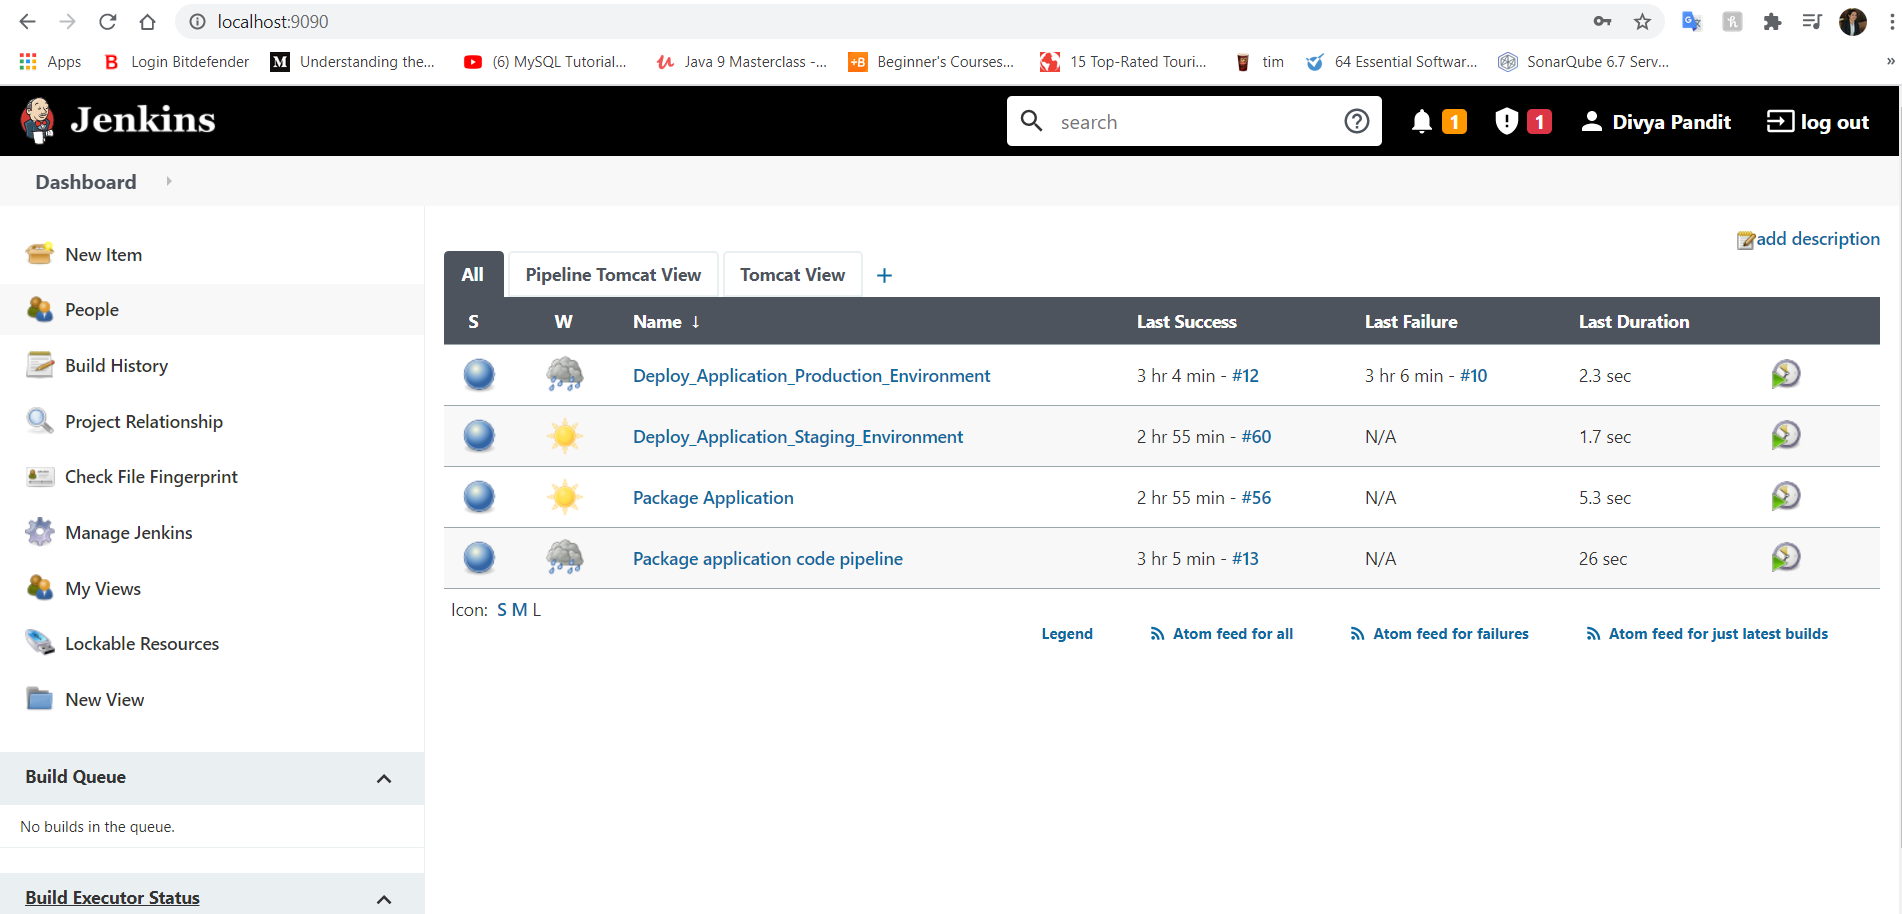 localhost:9090
Apps
B Login Bitdefender
M Understanding the...
(6) MySQL Tutorial...
Java 9 Masterclass -...
+B Beginner's Courses...
15 Top-Rated Touri...
tim
64 Essential Softwar...
SonarQube 6.7 Serv...
»
Jenkins
search
1
1
Divya Pandit
log out
Dashboard
New Item
People
Build History
Project Relationship
Check File Fingerprint
Manage Jenkins
My Views
Lockable Resources
New View
Build Queue
No builds in the queue.
Build Executor Status
add description
All
Pipeline Tomcat View
Tomcat View
+
S W Name ↓ Last Success Last Failure Last Duration
Deploy_Application_Production_Environment 3 hr 4 min - #12 3 hr 6 min - #10 2.3 sec
Deploy_Application_Staging_Environment 2 hr 55 min - #60 N/A 1.7 sec
Package Application 2 hr 55 min - #56 N/A 5.3 sec
Package application code pipeline 3 hr 5 min - #13 N/A 26 sec
Icon: S M L
Legend Atom feed for all Atom feed for failures Atom feed for just latest builds